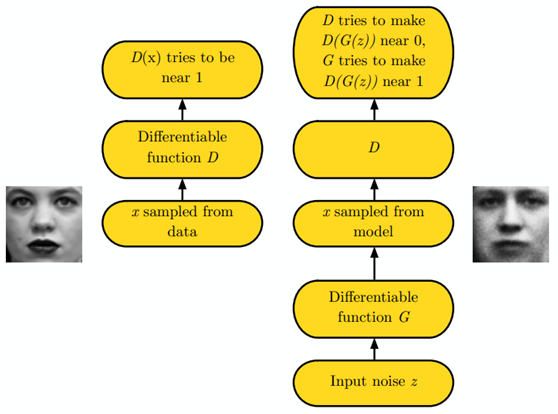 D(x) tries to be
near 1
Differentiable
function D
x sampled from
data
D tries to make
D(G(z)) near 0,
G tries to make
D(G(z)) near 1
D
x sampled from
model
Differentiable
function G
Input noise z